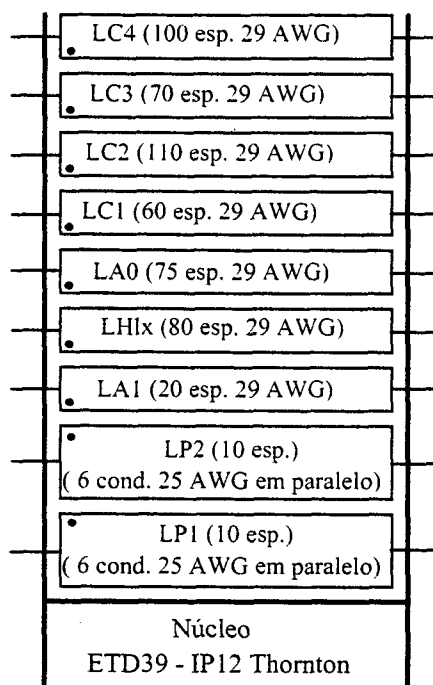 LC4 (100 esp. 29 AWG)
LC3 (70 esp. 29 AWG)
LC2 (110 esp. 29 AWG)
LC1 (60 esp. 29 AWG)
LA0 (75 esp. 29 AWG)
LHlx (80 esp. 29 AWG)
LA1 (20 esp. 29 AWG)
LP2 (10 esp.)
( 6 cond. 25 AWG em paralelo)
LP1 (10 esp.)
( 6 cond. 25 AWG em paralelo)
Núcleo
ETD39 - IP12 Thornton